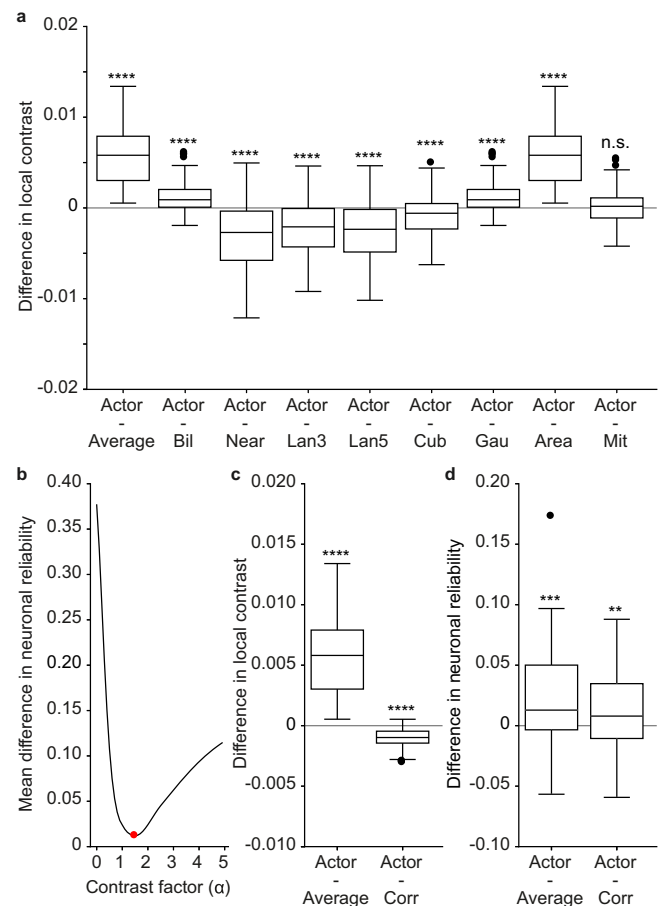 a
Difference in local contrast
0.02
0.01
0
-0.01
-0.02
**** **** **** **** **** **** **** **** n.s.
Actor Actor Actor Actor Actor Actor Actor Actor Actor
- - - - - - - - -
Average Bil Near Lan3 Lan5 Cub Gau Area Mit
b
Mean difference in neuronal reliability
0.40
0.35
0.30
0.25
0.20
0.15
0.10
0.05
0
0 1 2 3 4 5
Contrast factor (α)
c
Difference in local contrast
0.020
0.015
0.010
0.005
0
-0.005
-0.010
**** ****
Actor Actor
- -
Average Corr
d
Difference in neuronal reliability
0.20
0.15
0.10
0.05
0
-0.05
-0.10
*** **
Actor Actor
- -
Average Corr